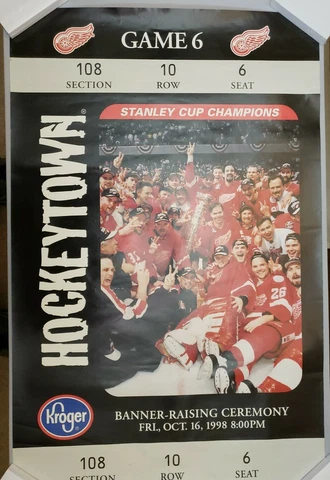 GAME 6
108 10 6
SECTION ROW SEAT
STANLEY CUP CHAMPIONS
HOCKEYTOWN
26
Kroger
BANNER-RAISING CEREMONY
FRI., OCT. 16, 1998 8:00PM
108 10 6
SECTION ROW SEAT